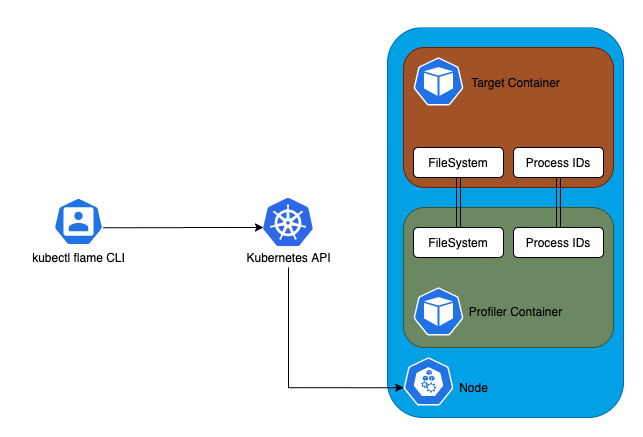 Target Container
FileSystem
Process IDs
kubectl flame CLI
Kubernetes API
FileSystem
Process IDs
Profiler Container
Node